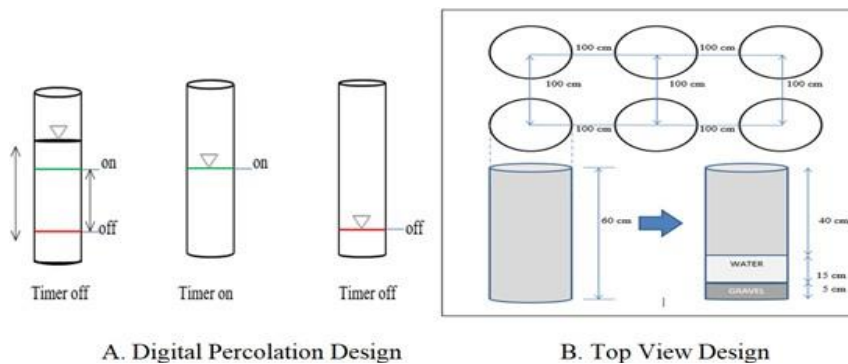 on
off
Timer off
on
Timer on
off
Timer off
A. Digital Percolation Design
100 cm
100 cm
100 cm
100 cm
100 cm
100 cm
100 cm
60 cm
40 cm
WATER
15 cm
GRAVEL
5 cm
B. Top View Design